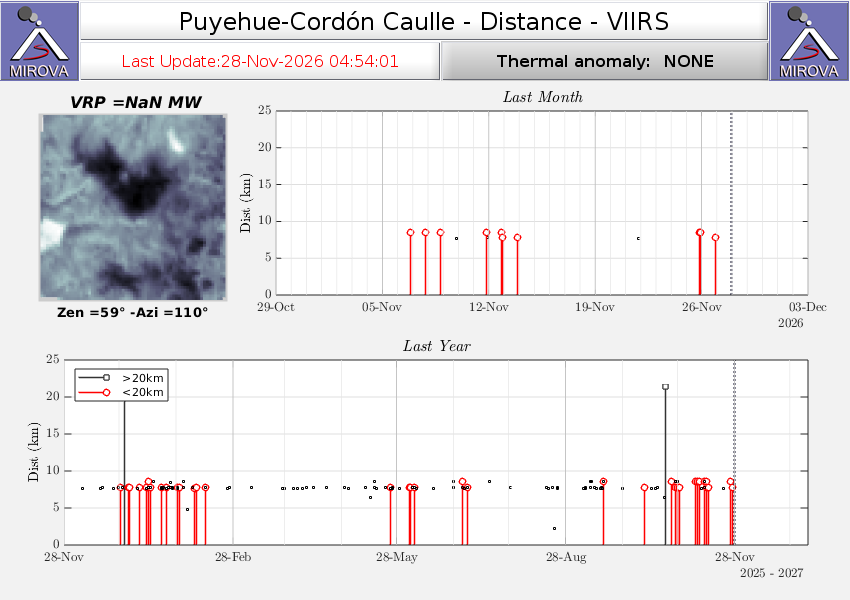 Puyehue-Cordón Caulle - Distance - VIIRS
MIROVA
MIROVA
Last Update:28-Nov-2026 04:54:01
Thermal anomaly: NONE
VRP =NaN MW
Zen =59° -Azi =110°
Last Month
Dist (km)
25
20
15
10
5
0
29-Oct
05-Nov
12-Nov
19-Nov
26-Nov
03-Dec
2026
Last Year
Dist (km)
25
20
15
10
5
0
>20km
<20km
28-Nov
28-Feb
28-May
28-Aug
28-Nov
2025 - 2027